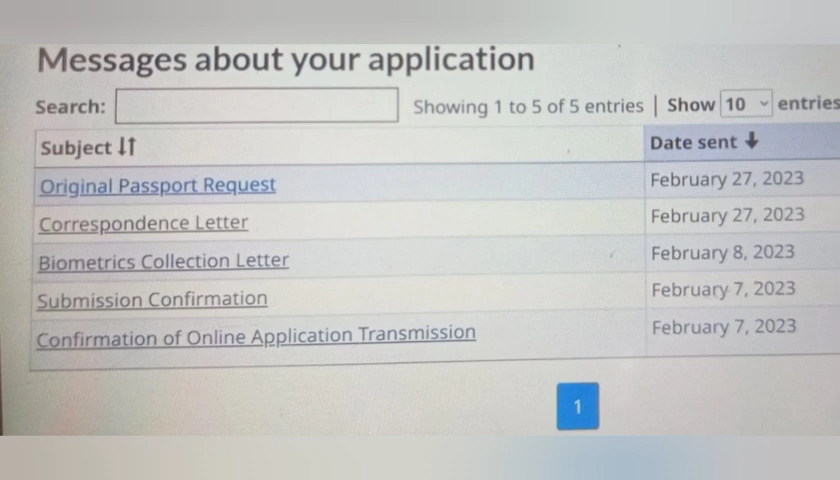 Messages about your application
Search: Showing 1 to 5 of 5 entries | Show 10 entries
Subject ↓↑ Date sent ↓
Original Passport Request February 27, 2023
Correspondence Letter February 27, 2023
Biometrics Collection Letter February 8, 2023
Submission Confirmation February 7, 2023
Confirmation of Online Application Transmission February 7, 2023
1